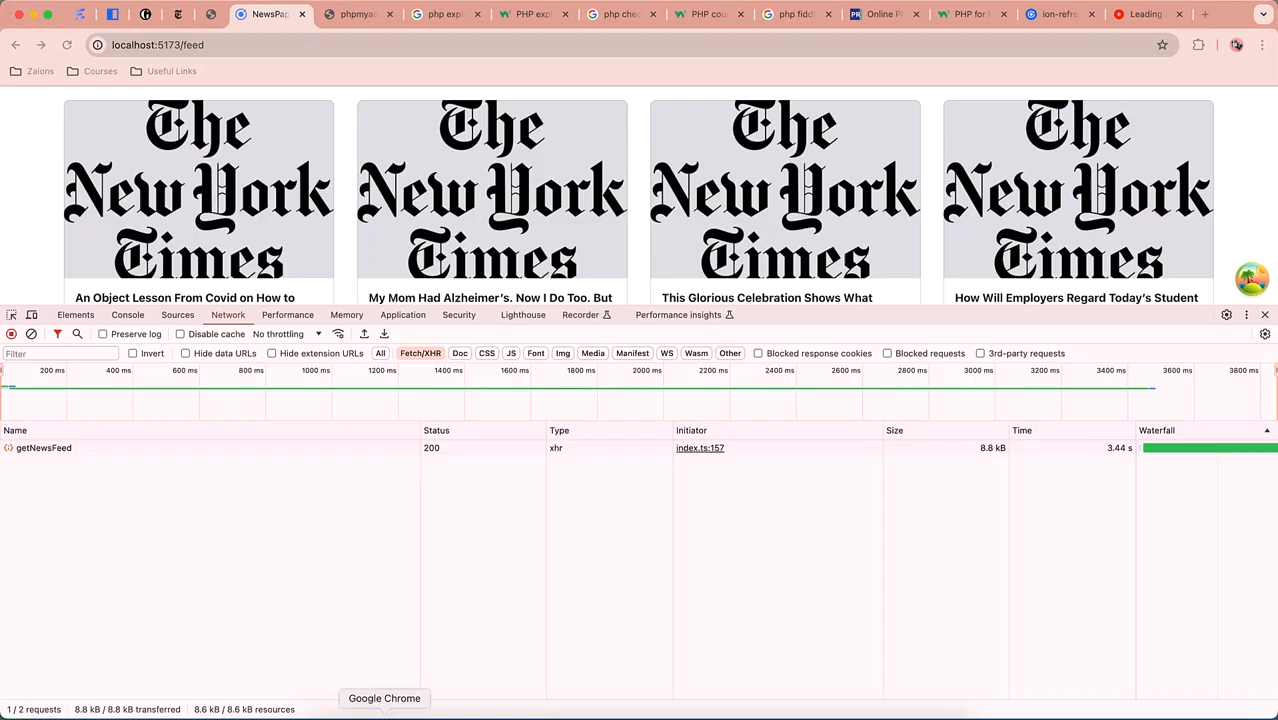 NewsPap
phpmyad
php expl
PHP expl
php chec
PHP cour
php fiddl
Online P
PHP for
ion-refre
Leading
localhost:5173/feed
Zaions
Courses
Useful Links
The The The The
New York New York New York New York
Times Times Times Times
An Object Lesson From Covid on How to
My Mom Had Alzheimer’s. Now I Do Too. But
This Glorious Celebration Shows What
How Will Employers Regard Today’s Student
Elements Console Sources Network Performance Memory Application Security Lighthouse Recorder Performance insights
Preserve log Disable cache No throttling
Filter Invert Hide data URLs Hide extension URLs All Fetch/XHR Doc CSS JS Font Img Media Manifest WS Wasm Other Blocked response cookies Blocked requests 3rd-party requests
200 ms 400 ms 600 ms 800 ms 1000 ms 1200 ms 1400 ms 1600 ms 1800 ms 2000 ms 2200 ms 2400 ms 2600 ms 2800 ms 3000 ms 3200 ms 3400 ms 3600 ms 3800 ms
Name Status Type Initiator Size Time Waterfall
getNewsFeed 200 xhr index.ts:157 8.8 kB 3.44 s
Google Chrome
1 / 2 requests 8.8 kB / 8.8 kB transferred 8.6 kB / 8.6 kB resources